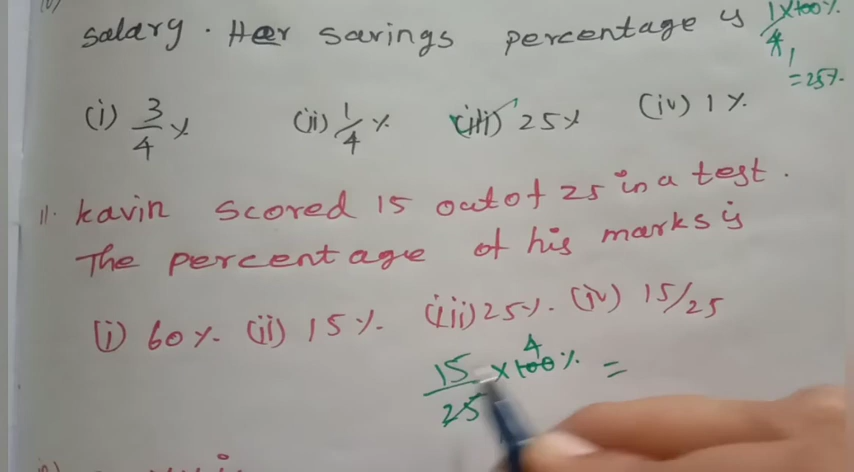 salary. Her savings percentage is 1/4 × 100%
= 25%
(i) 3/4 % (ii) 1/4 % (iii) 25% (iv) 1%
11. Kavin scored 15 out of 25 in a test.
The percentage of his marks is
(i) 60% (ii) 15% (iii) 25% (iv) 15/25
15/25 × 100% =
4